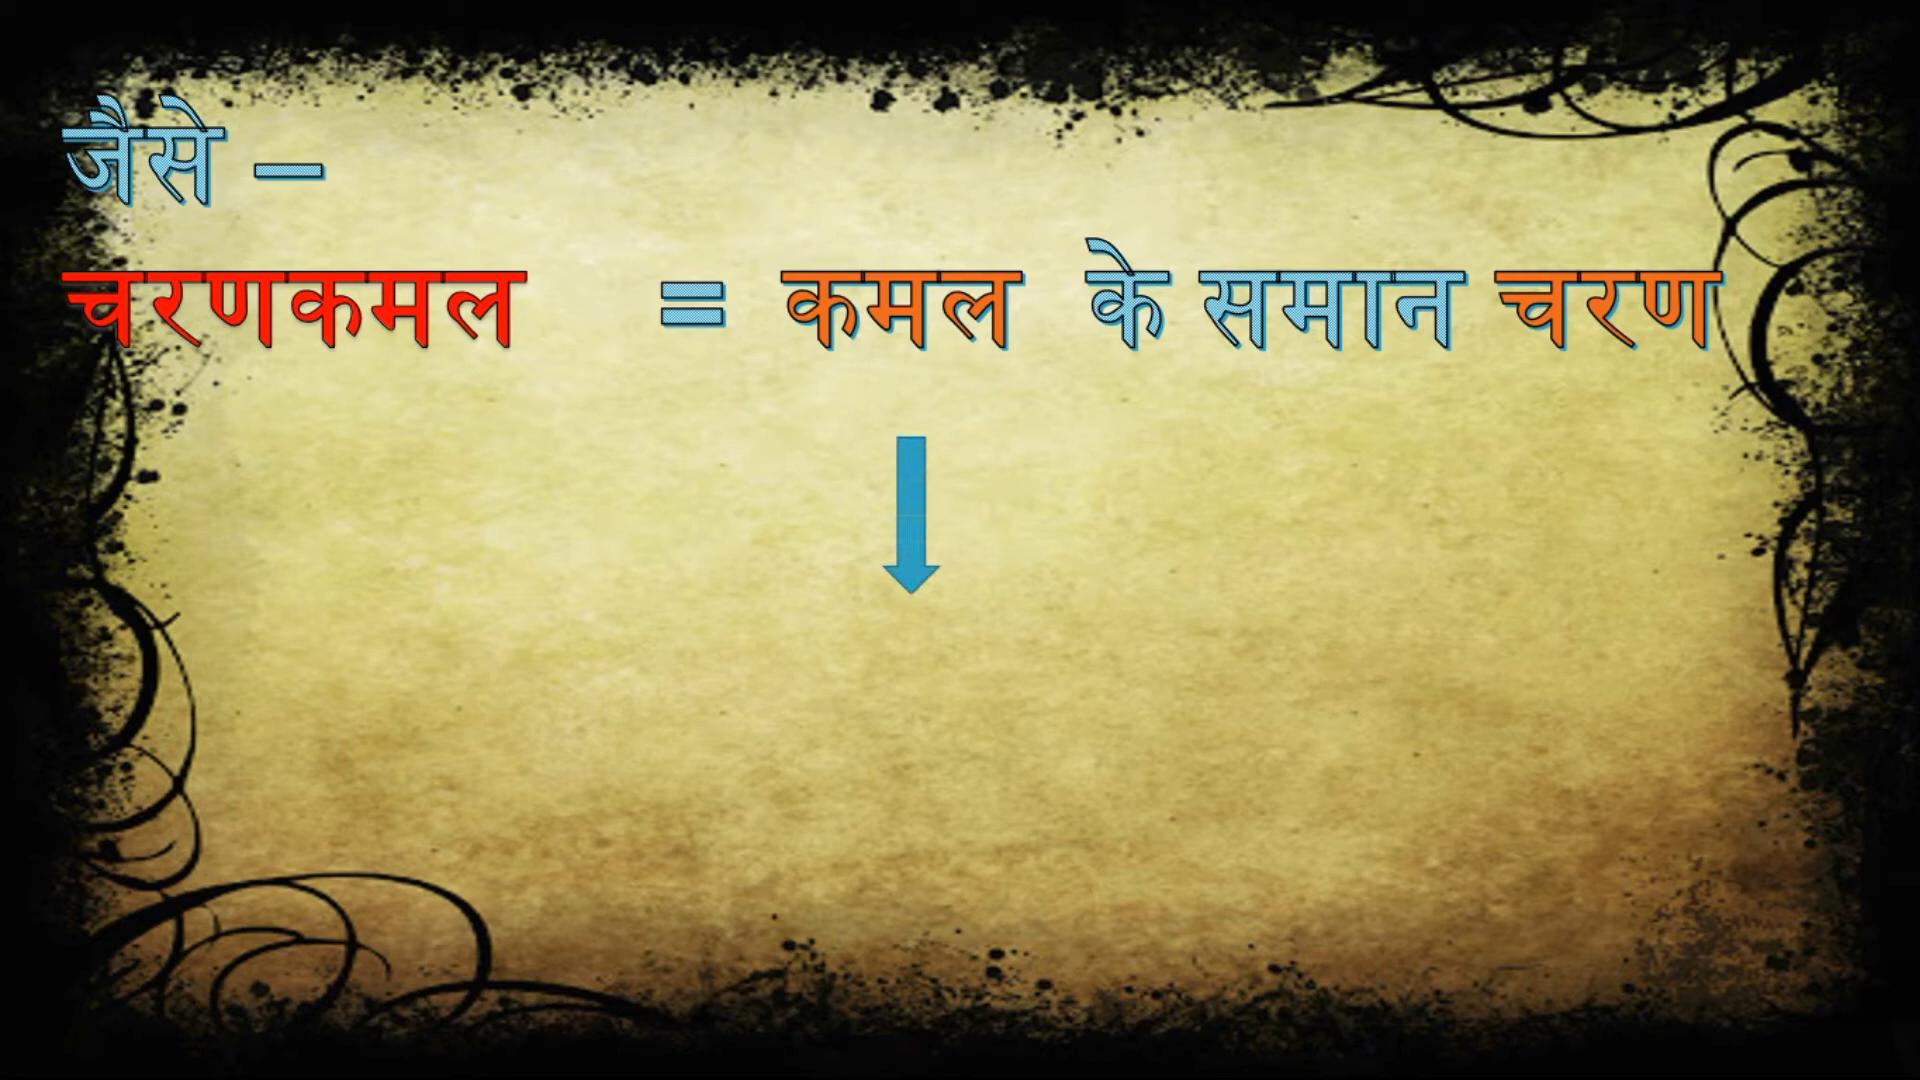 जैसे –
चरणकमल = कमल के समान चरण